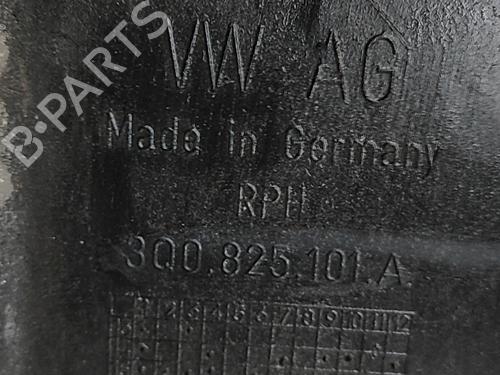 B-PARTS
VW AG
Made in Germany
RPH
3Q0.825.101.A.
1 2 3 4 5 6 7 8 9 10 11 12